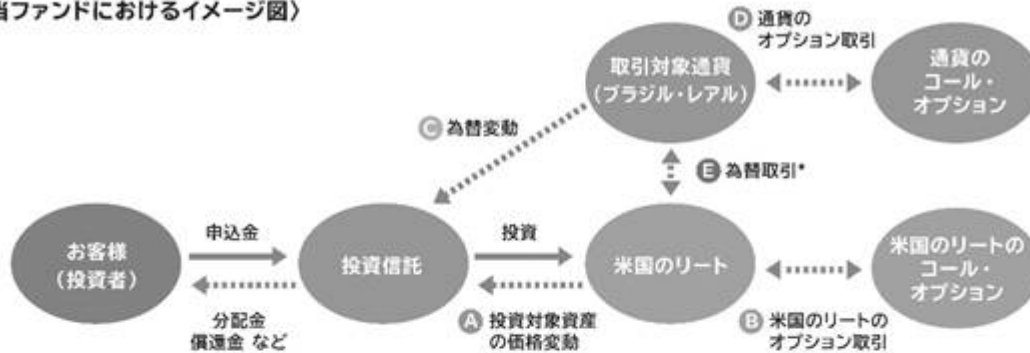 当ファンドにおけるイメージ図〉
D 通貨の
オプション取引
取引対象通貨
(ブラジル・レアル)
通貨の
コール・
オプション
C 為替変動
E 為替取引*
お客様
(投資者)
申込金
分配金
償還金 など
投資信託
投資
A 投資対象資産
の価格変動
米国のリート
B 米国のリートの
オプション取引
米国のリートの
コール・
オプション